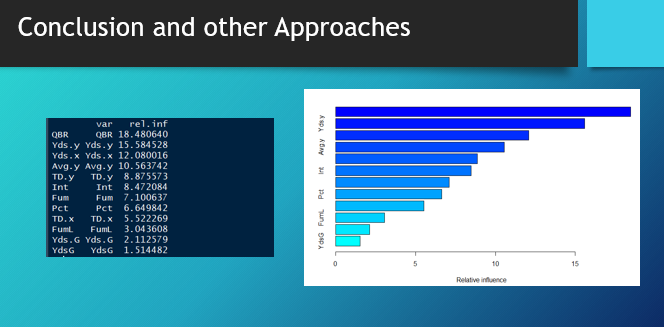 Conclusion and other Approaches
var rel.inf
QBR QBR 18.480640
Yds.y Yds.y 15.584528
Yds.x Yds.x 12.080016
Avg.y Avg.y 10.563742
TD.y TD.y 8.875573
Int Int 8.472084
Fum Fum 7.100637
Pct Pct 6.649842
TD.x TD.x 5.522269
FumL FumL 3.043608
Yds.G Yds.G 2.112579
YdsG YdsG 1.514482
Yds.y
Avg.y
Int
Pct
FumL
YdsG
0 5 10 15
Relative influence